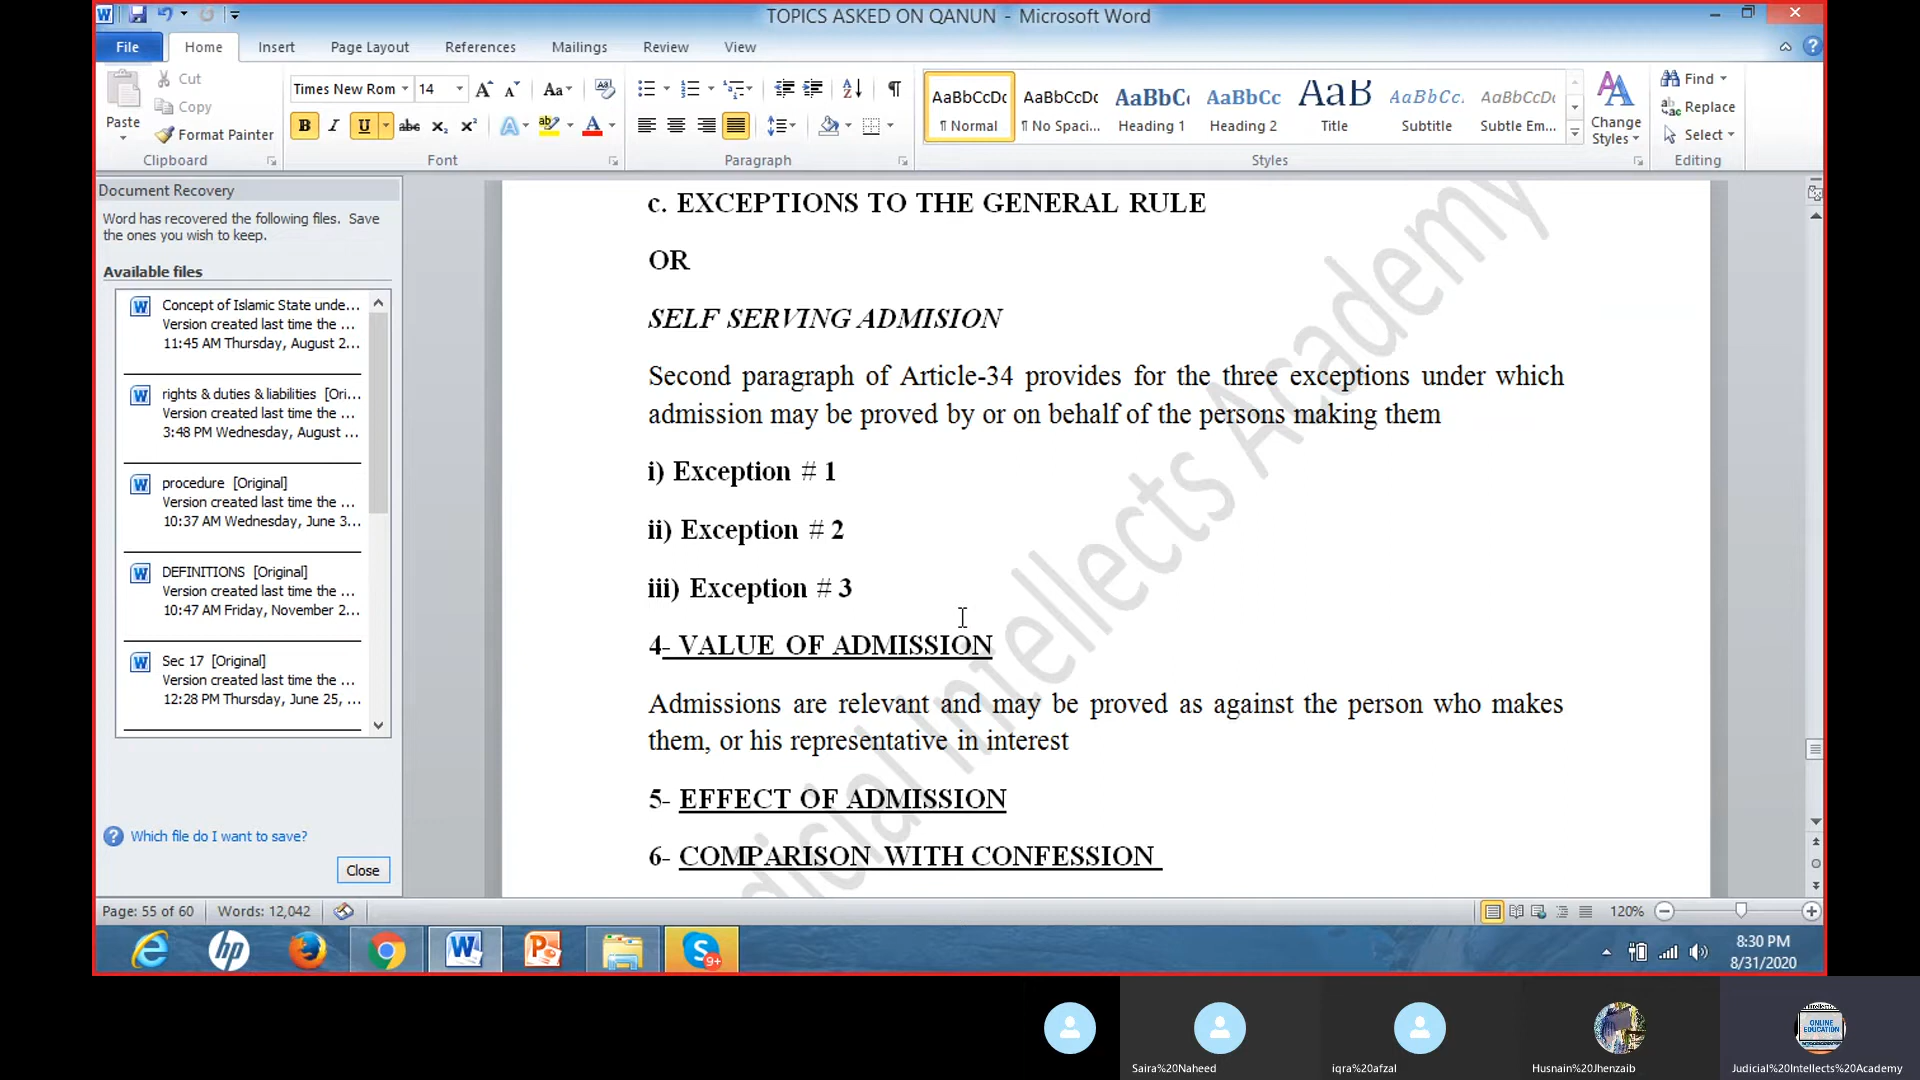 TOPICS ASKED ON QANUN - Microsoft Word
File Home Insert Page Layout References Mailings Review View
Paste
Cut
Copy
Format Painter
Clipboard
Times New Rom 14
Font
Paragraph
AaBbCcDc AaBbCcDc AaBbC AaBbCc AaB AaBbCc. AaBbCcDc
¶ Normal ¶ No Spaci... Heading 1 Heading 2 Title Subtitle Subtle Em...
Change
Styles
Styles
Find
Replace
Select
Editing
Document Recovery
Word has recovered the following files. Save
the ones you wish to keep.
Available files
Concept of Islamic State unde...
Version created last time the ...
11:45 AM Thursday, August 2...
rights & duties & liabilities [Ori...
Version created last time the ...
3:48 PM Wednesday, August ...
procedure [Original]
Version created last time the ...
10:37 AM Wednesday, June 3...
DEFINITIONS [Original]
Version created last time the ...
10:47 AM Friday, November 2...
Sec 17 [Original]
Version created last time the ...
12:28 PM Thursday, June 25, ...
Which file do I want to save?
Close
c. EXCEPTIONS TO THE GENERAL RULE
OR
SELF SERVING ADMISION
Second paragraph of Article-34 provides for the three exceptions under which
admission may be proved by or on behalf of the persons making them
i) Exception # 1
ii) Exception # 2
iii) Exception # 3
4- VALUE OF ADMISSION
Admissions are relevant and may be proved as against the person who makes
them, or his representative in interest
5- EFFECT OF ADMISSION
6- COMPARISON WITH CONFESSION
dicial Intellects Academy
Page: 55 of 60 Words: 12,042
120%
8:30 PM
8/31/2020
9+
Saira%20Naheed
iqra%20afzal
Husnain%20Jhenzaib
ONLINE
EDUCATION
Judicial%20Intellects%20Academy